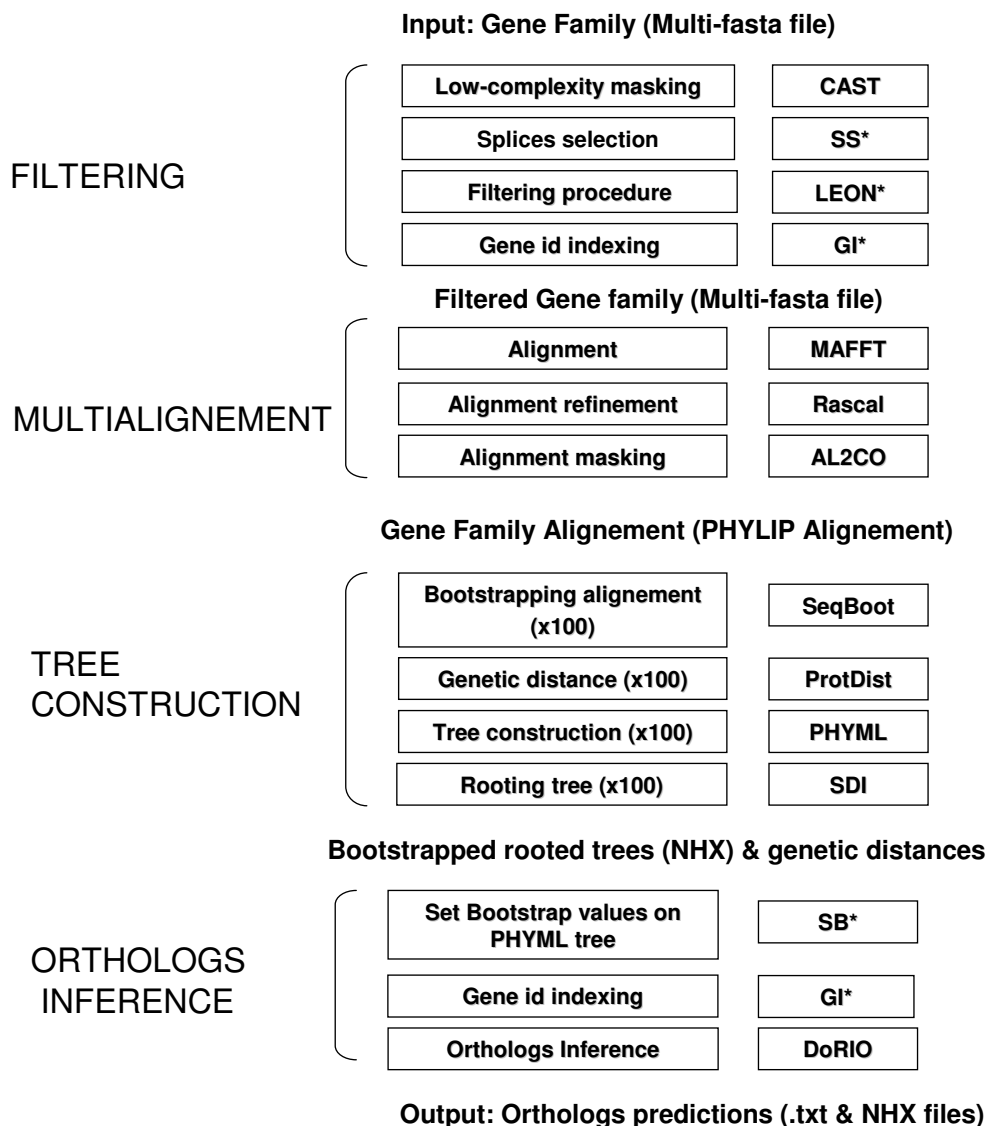 Input: Gene Family (Multi-fasta file)
FILTERING
Low-complexity masking
CAST
Splices selection
SS*
Filtering procedure
LEON*
Gene id indexing
GI*
Filtered Gene family (Multi-fasta file)
MULTIALIGNEMENT
Alignment
MAFFT
Alignment refinement
Rascal
Alignment masking
AL2CO
Gene Family Alignement (PHYLIP Alignement)
TREE
CONSTRUCTION
Bootstrapping alignement
(x100)
SeqBoot
Genetic distance (x100)
ProtDist
Tree construction (x100)
PHYML
Rooting tree (x100)
SDI
Bootstrapped rooted trees (NHX) & genetic distances
ORTHOLOGS
INFERENCE
Set Bootstrap values on
PHYML tree
SB*
Gene id indexing
GI*
Orthologs Inference
DoRIO
Output: Orthologs predictions (.txt & NHX files)